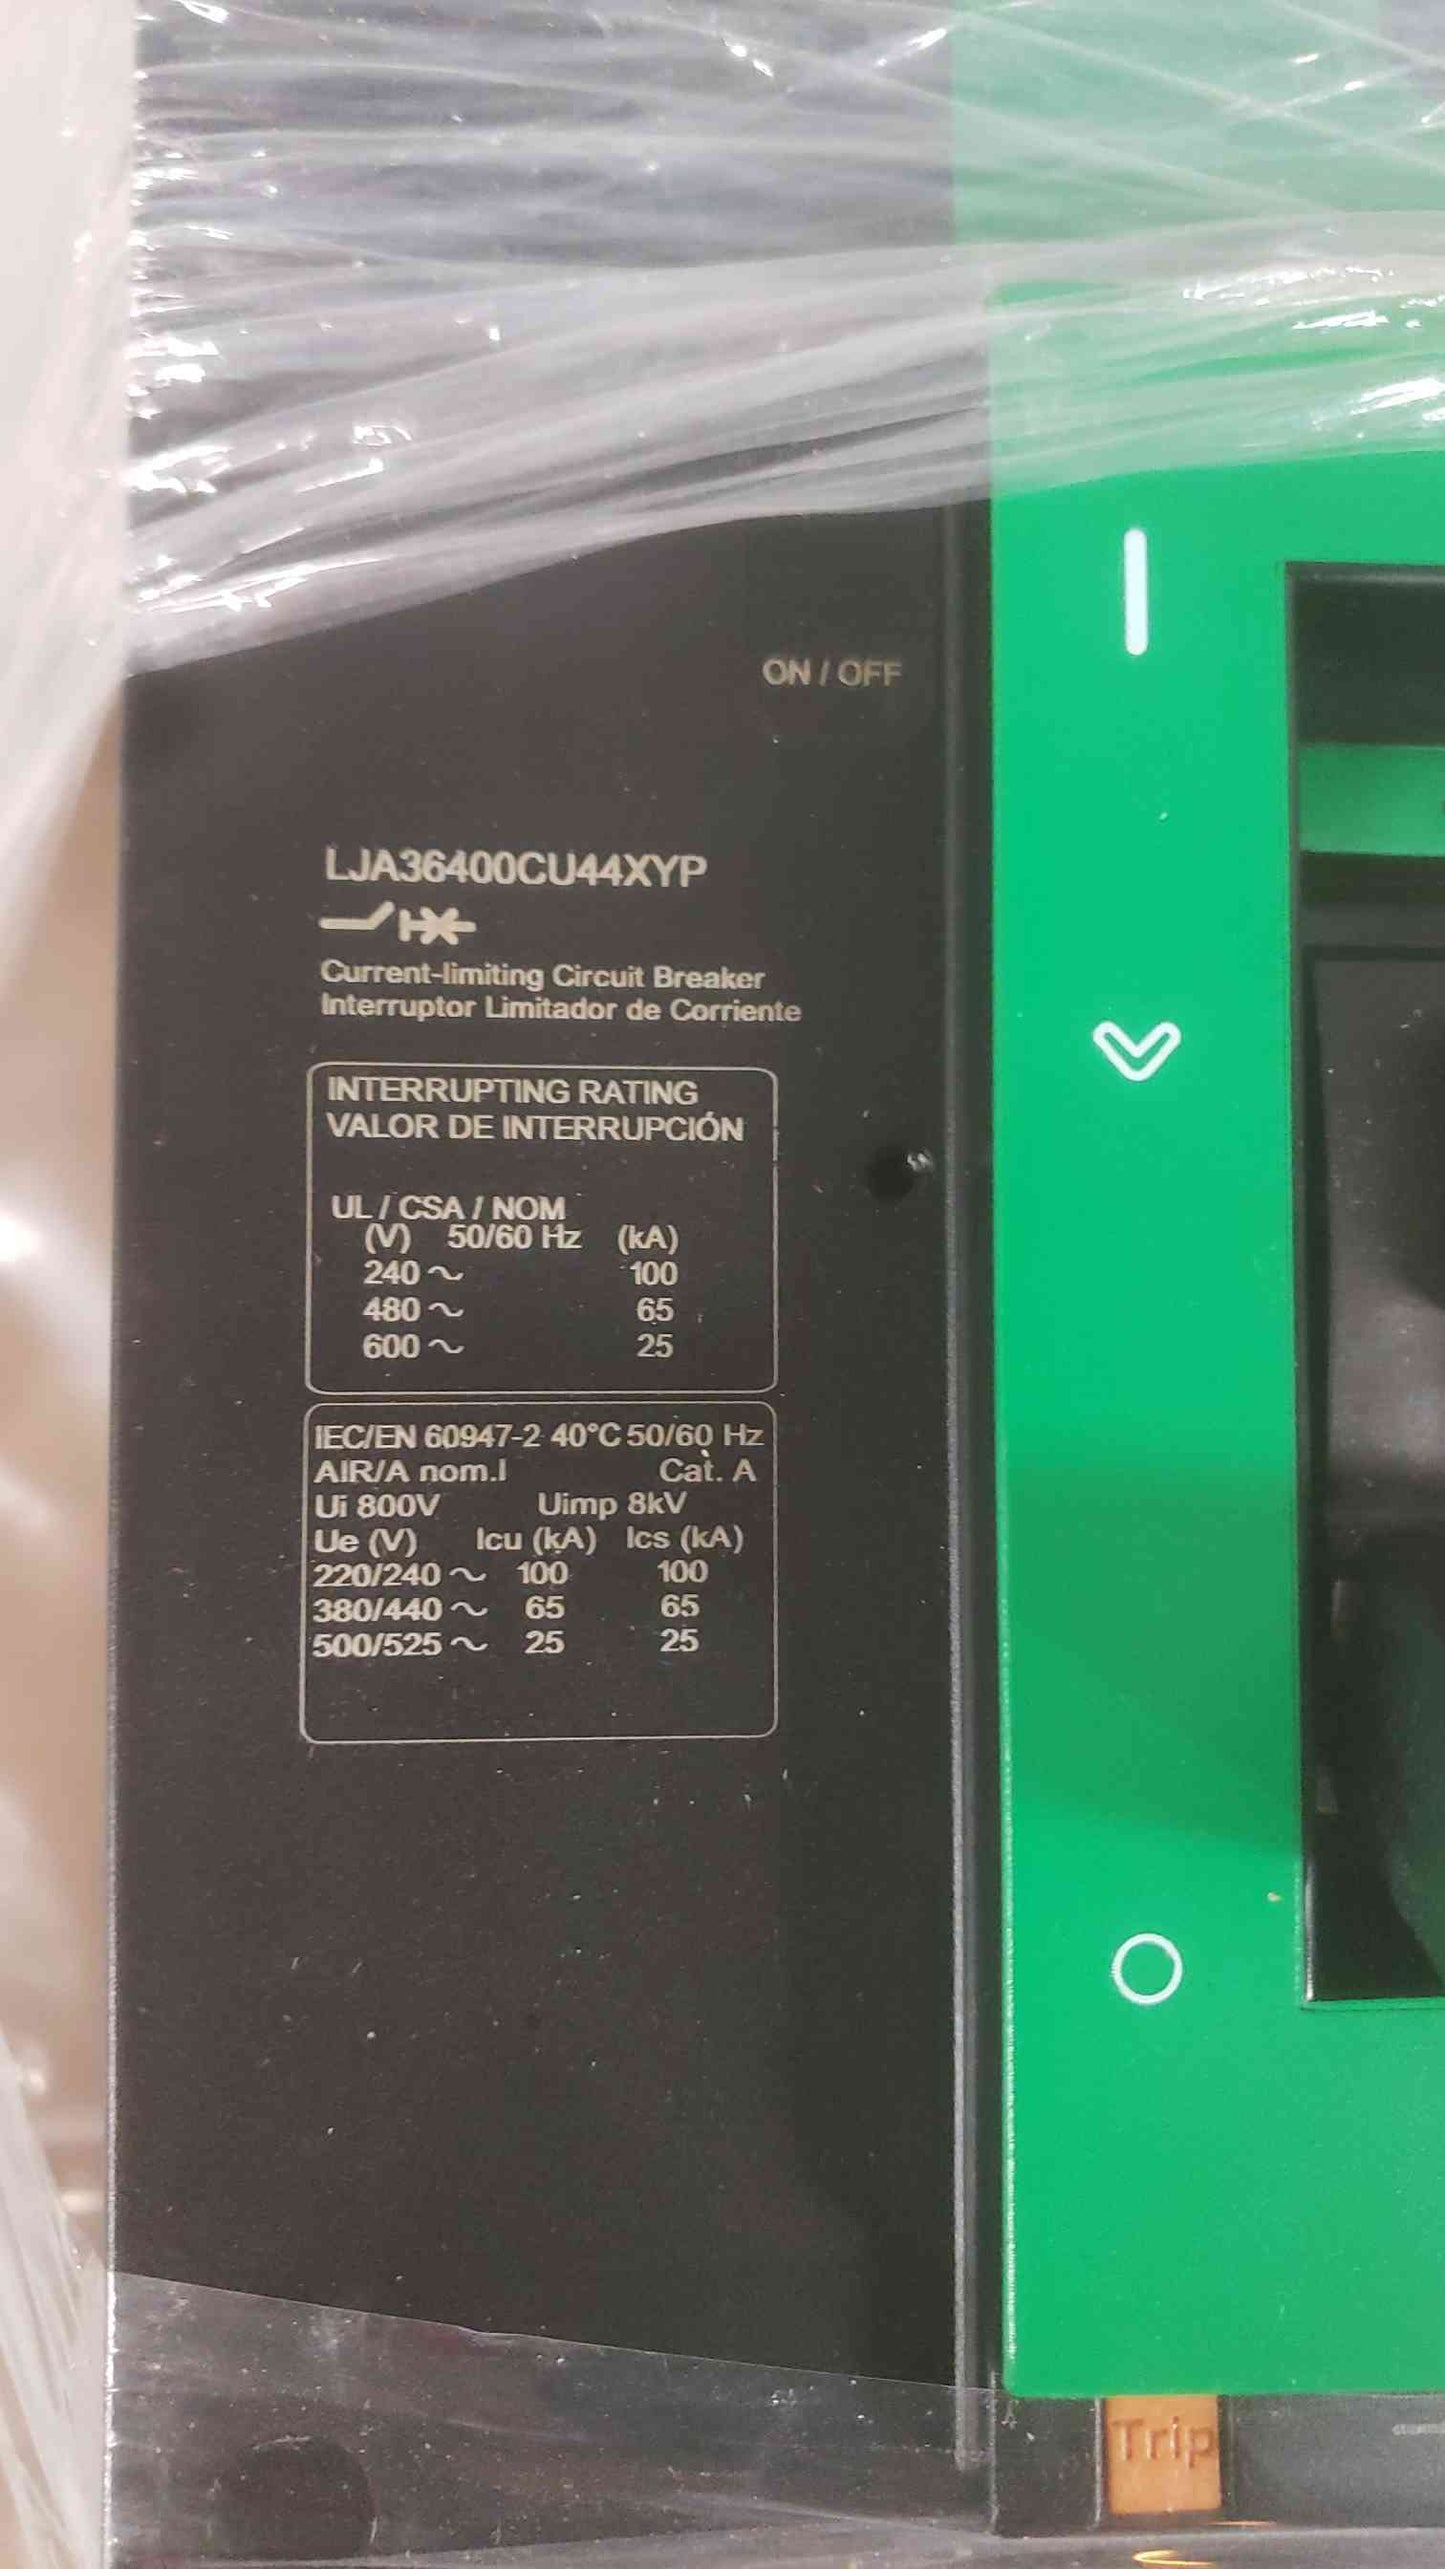 ON / OFF
LJA36400CU44XYP
Current-limiting Circuit Breaker
Interruptor Limitador de Corriente
INTERRUPTING RATING
VALOR DE INTERRUPCIÓN
UL / CSA / NOM
(V) 50/60 Hz (kA)
240 ~ 100
480 ~ 65
600 ~ 25
IEC/EN 60947-2 40°C 50/60 Hz
AIR/A nom.I Cat. A
Ui 800V Uimp 8kV
Ue (V) Icu (kA) Ics (kA)
220/240 ~ 100 100
380/440 ~ 65 65
500/525 ~ 25 25
Trip